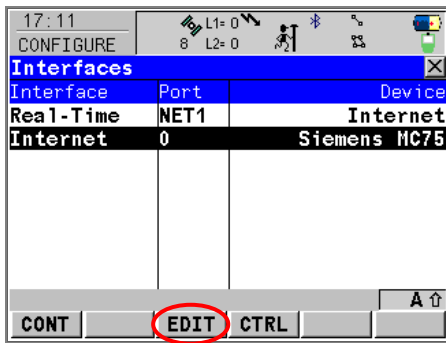 17:11
CONFIGURE
L1= 0
8 L2= 0
Interfaces
Interface Port Device
Real-Time NET1 Internet
Internet 0 Siemens MC75
A
CONT EDIT CTRL